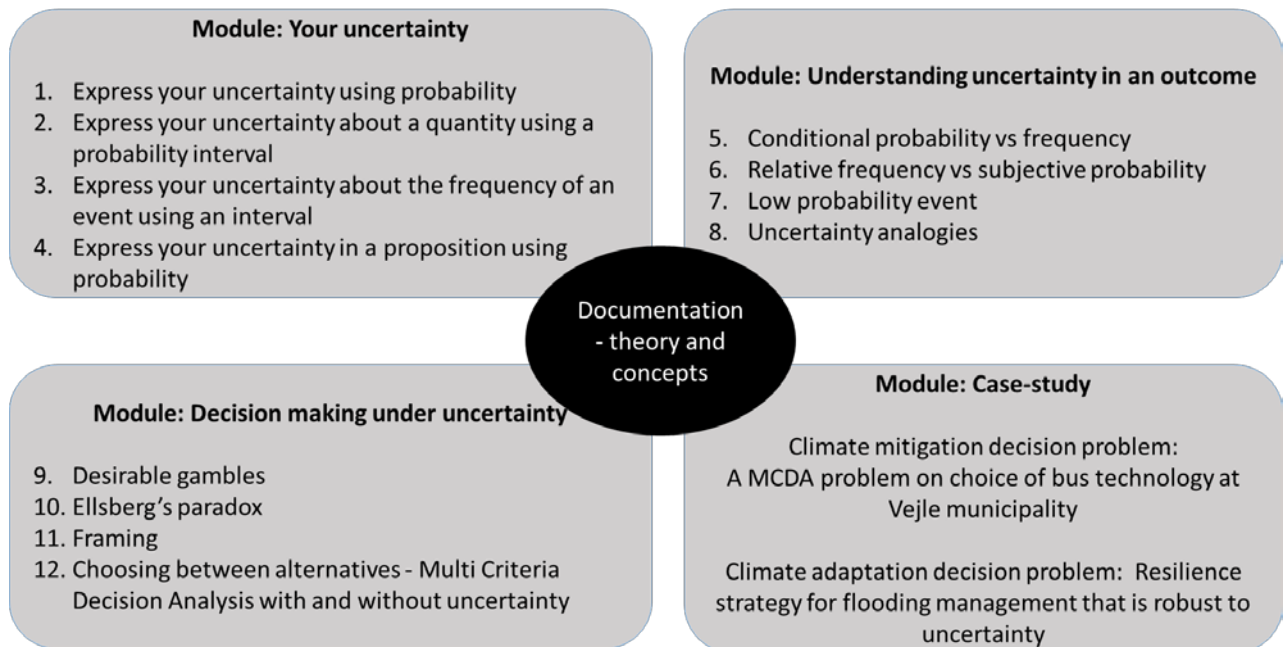 Module: Your uncertainty
1. Express your uncertainty using probability
2. Express your uncertainty about a quantity using a
probability interval
3. Express your uncertainty about the frequency of an
event using an interval
4. Express your uncertainty in a proposition using
probability
Module: Understanding uncertainty in an outcome
5. Conditional probability vs frequency
6. Relative frequency vs subjective probability
7. Low probability event
8. Uncertainty analogies
Documentation
- theory and
concepts
Module: Decision making under uncertainty
9. Desirable gambles
10. Ellsberg’s paradox
11. Framing
12. Choosing between alternatives - Multi Criteria
Decision Analysis with and without uncertainty
Module: Case-study
Climate mitigation decision problem:
A MCDA problem on choice of bus technology at
Vejle municipality
Climate adaptation decision problem: Resilience
strategy for flooding management that is robust to
uncertainty